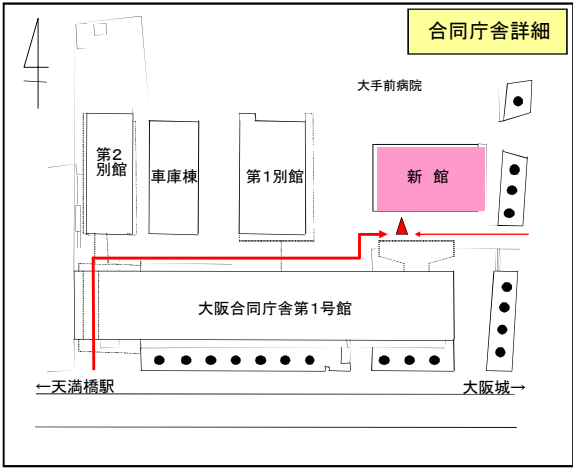 合同庁舎詳細
大手前病院
第２
別館
車庫棟
第１別館
新 館
大阪合同庁舎第１号館
←天満橋駅
大阪城→